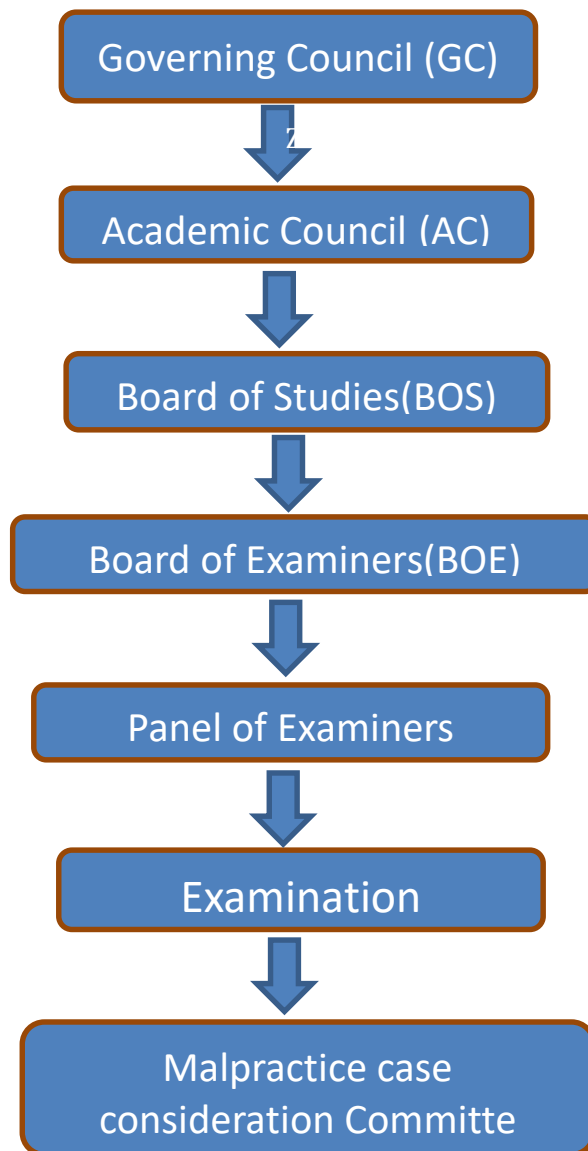 Governing Council (GC)
Z
Academic Council (AC)
Board of Studies(BOS)
Board of Examiners(BOE)
Panel of Examiners
Examination
Malpractice case
consideration Committe